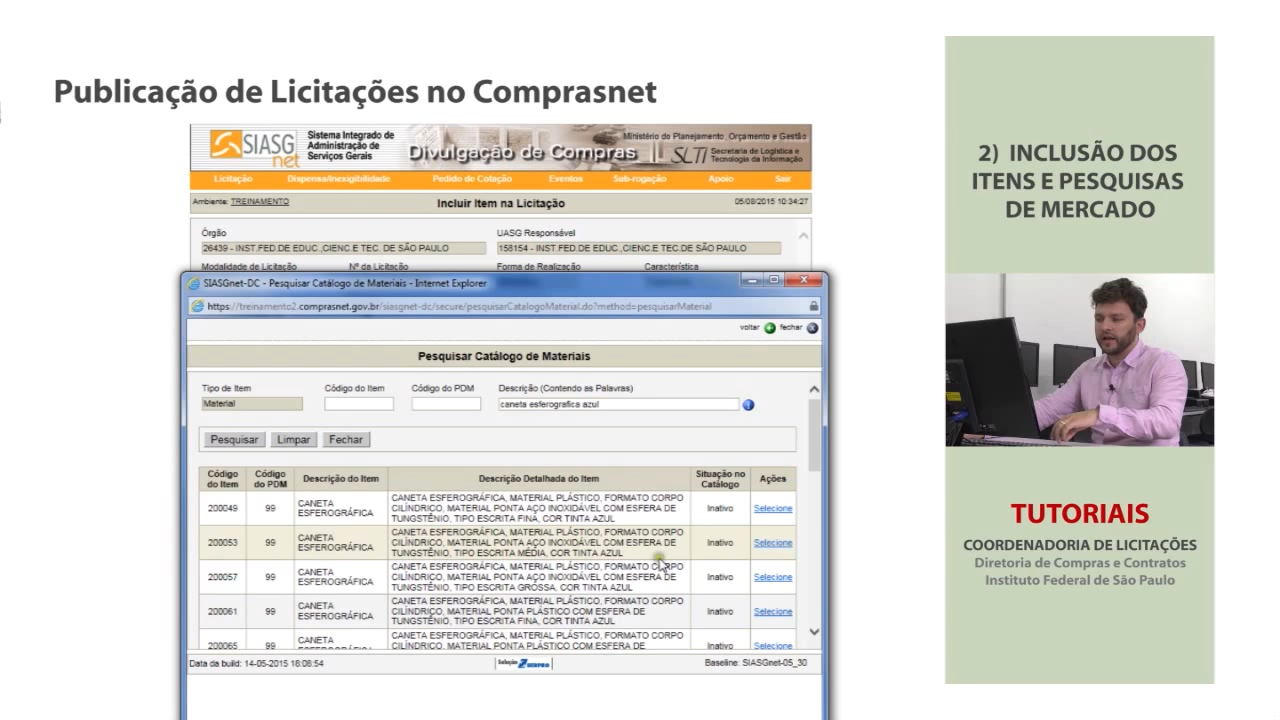 Publicação de Licitações no Comprasnet
SIASG
net
Sistema Integrado de
Administração de
Serviços Gerais
Divulgação de Compras
Ministério do Planejamento, Orçamento e Gestão
SLTI
Secretaria de Logística e
Tecnologia da Informação
Licitação Dispensa/Inexigibilidade Pedido de Cotação Eventos Sub-rogação Apoio Sair
Ambiente: TREINAMENTO Incluir Item na Licitação 05/08/2015 10:34:27
Órgão UASG Responsável
26439 - INST.FED.DE EDUC.,CIENC.E TEC. DE SÃO PAULO 158154 - INST.FED.DE EDUC.,CIENC.E TEC.DE SÃO PAULO
Modalidade de Licitação Nº da Licitação Forma de Realização Característica
SIASGnet-DC - Pesquisar Catálogo de Materiais - Internet Explorer
https://treinamento2.comprasnet.gov.br/siasgnet-dc/secure/pesquisarCatalogoMaterial.do?method=pesquisarMaterial
voltar fechar
Pesquisar Catálogo de Materiais
Tipo de Item Código do Item Código do PDM Descrição (Contendo as Palavras)
Material caneta esferografica azul
Pesquisar Limpar Fechar
Código do Item Código do PDM Descrição do Item Descrição Detalhada do Item Situação no Catálogo Ações
200049 99 CANETA ESFEROGRÁFICA CANETA ESFEROGRÁFICA, MATERIAL PLÁSTICO, FORMATO CORPO CILÍNDRICO, MATERIAL PONTA AÇO INOXIDÁVEL COM ESFERA DE TUNGSTÊNIO, TIPO ESCRITA FINA, COR TINTA AZUL Inativo Selecione
200053 99 CANETA ESFEROGRÁFICA CANETA ESFEROGRÁFICA, MATERIAL PLÁSTICO, FORMATO CORPO CILÍNDRICO, MATERIAL PONTA AÇO INOXIDÁVEL COM ESFERA DE TUNGSTÊNIO, TIPO ESCRITA MÉDIA, COR TINTA AZUL Inativo Selecione
200057 99 CANETA ESFEROGRÁFICA CANETA ESFEROGRÁFICA, MATERIAL PLÁSTICO, FORMATO CORPO CILÍNDRICO, MATERIAL PONTA AÇO INOXIDÁVEL COM ESFERA DE TUNGSTÊNIO, TIPO ESCRITA GROSSA, COR TINTA AZUL Inativo Selecione
200061 99 CANETA ESFEROGRÁFICA CANETA ESFEROGRÁFICA, MATERIAL PLÁSTICO, FORMATO CORPO CILÍNDRICO, MATERIAL PONTA PLÁSTICO COM ESFERA DE TUNGSTÊNIO, TIPO ESCRITA FINA, COR TINTA AZUL Inativo Selecione
200065 99 CANETA ESFEROGRÁFICA CANETA ESFEROGRÁFICA, MATERIAL PLÁSTICO, FORMATO CORPO CILÍNDRICO, MATERIAL PONTA PLÁSTICO COM ESFERA DE Inativo Selecione
Data da build: 14-05-2015 18:08:54 Solução SERPRO Baseline: SIASGnet-05_30
2) INCLUSÃO DOS
ITENS E PESQUISAS
DE MERCADO
TUTORIAIS
COORDENADORIA DE LICITAÇÕES
Diretoria de Compras e Contratos
Instituto Federal de São Paulo